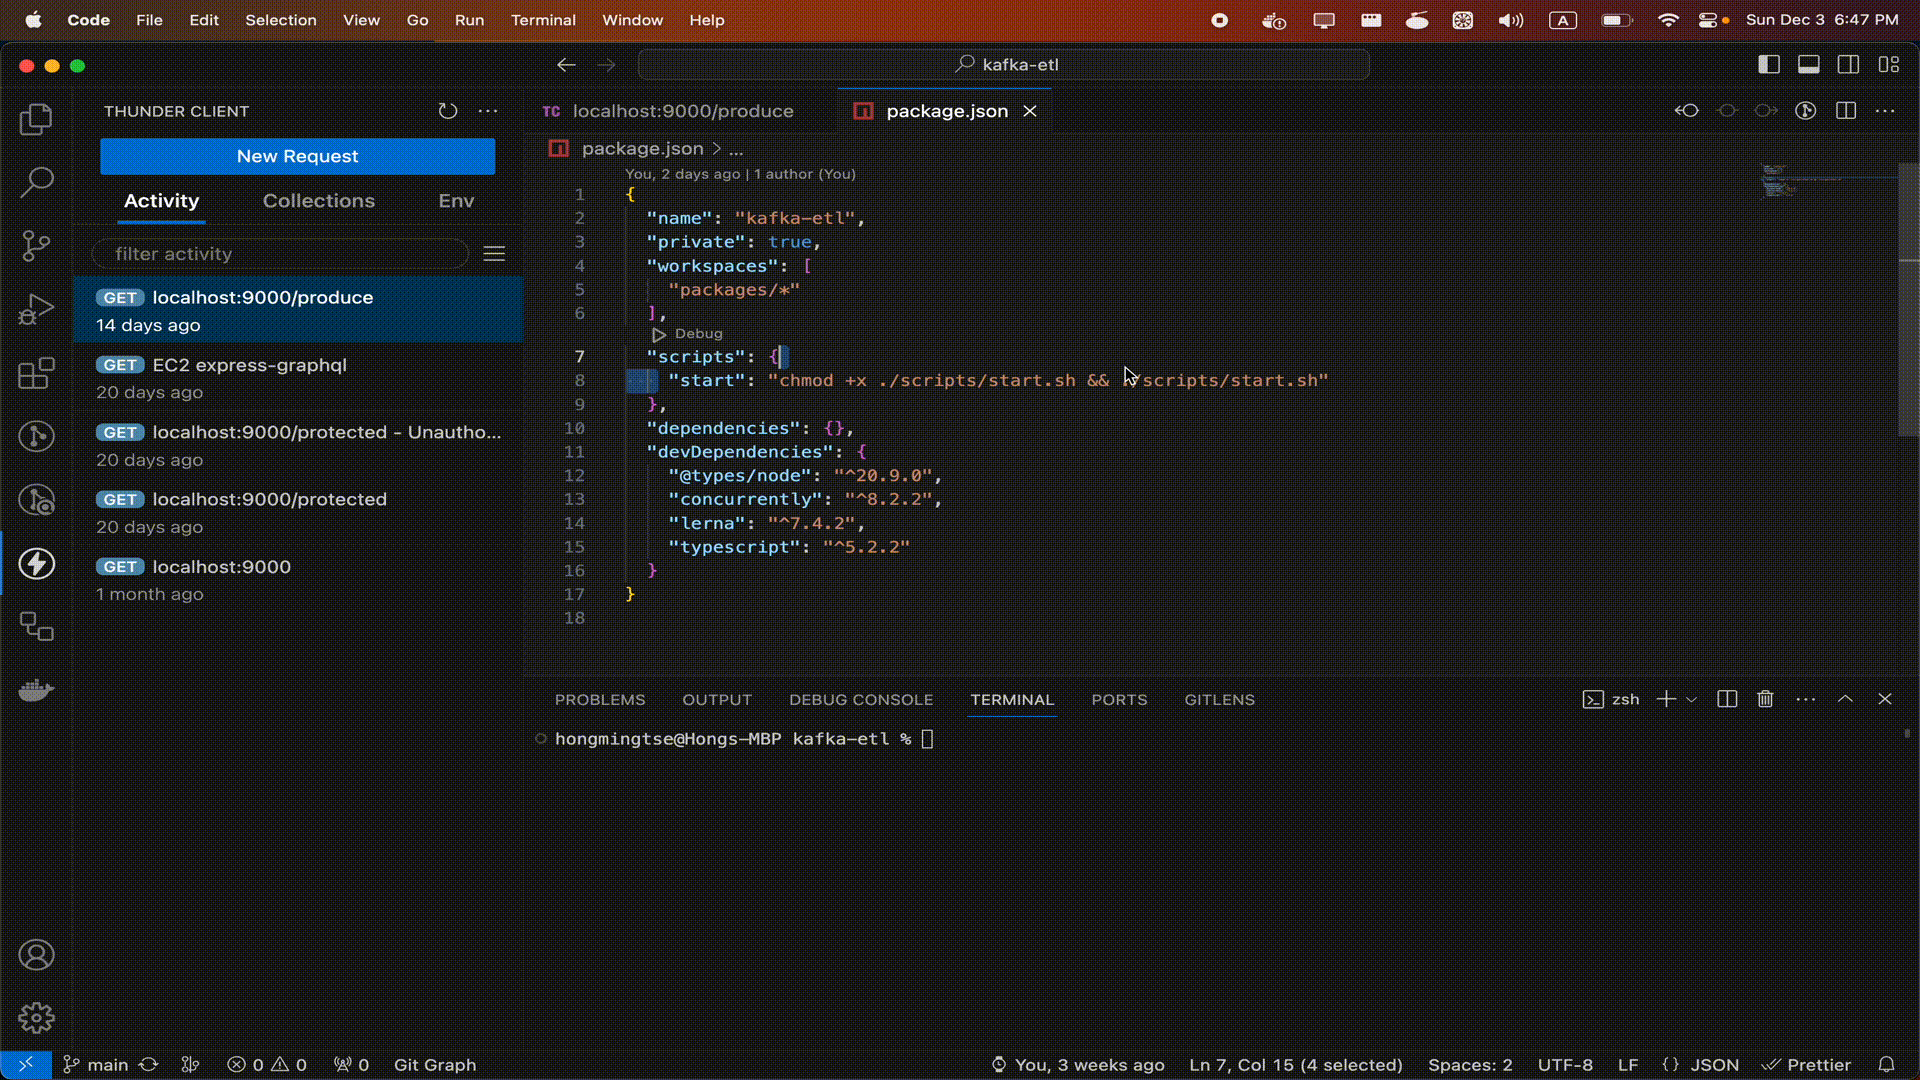 Code File Edit Selection View Go Run Terminal Window Help A Sun Dec 3 6:47 PM
kafka-etl
THUNDER CLIENT
New Request
Activity Collections Env
filter activity
GET localhost:9000/produce
14 days ago
GET EC2 express-graphql
20 days ago
GET localhost:9000/protected - Unautho...
20 days ago
GET localhost:9000/protected
20 days ago
GET localhost:9000
1 month ago
TC localhost:9000/produce package.json
package.json > ...
You, 2 days ago | 1 author (You)
1 {
2 "name": "kafka-etl",
3 "private": true,
4 "workspaces": [
5 "packages/*"
6 ],
Debug
7 "scripts": {
8 "start": "chmod +x ./scripts/start.sh && ./scripts/start.sh"
9 },
10 "dependencies": {},
11 "devDependencies": {
12 "@types/node": "^20.9.0",
13 "concurrently": "^8.2.2",
14 "lerna": "^7.4.2",
15 "typescript": "^5.2.2"
16 }
17 }
18
PROBLEMS OUTPUT DEBUG CONSOLE TERMINAL PORTS GITLENS zsh
hongmingtse@Hongs-MBP kafka-etl %
main 0 0 0 Git Graph You, 3 weeks ago Ln 7, Col 15 (4 selected) Spaces: 2 UTF-8 LF {} JSON Prettier